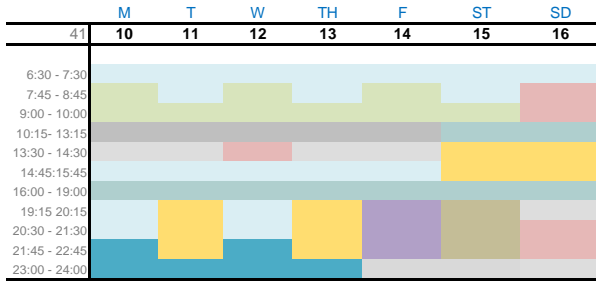 M T W TH F ST SD
41 10 11 12 13 14 15 16
6:30 - 7:30
7:45 - 8:45
9:00 - 10:00
10:15- 13:15
13:30 - 14:30
14:45:15:45
16:00 - 19:00
19:15 20:15
20:30 - 21:30
21:45 - 22:45
23:00 - 24:00